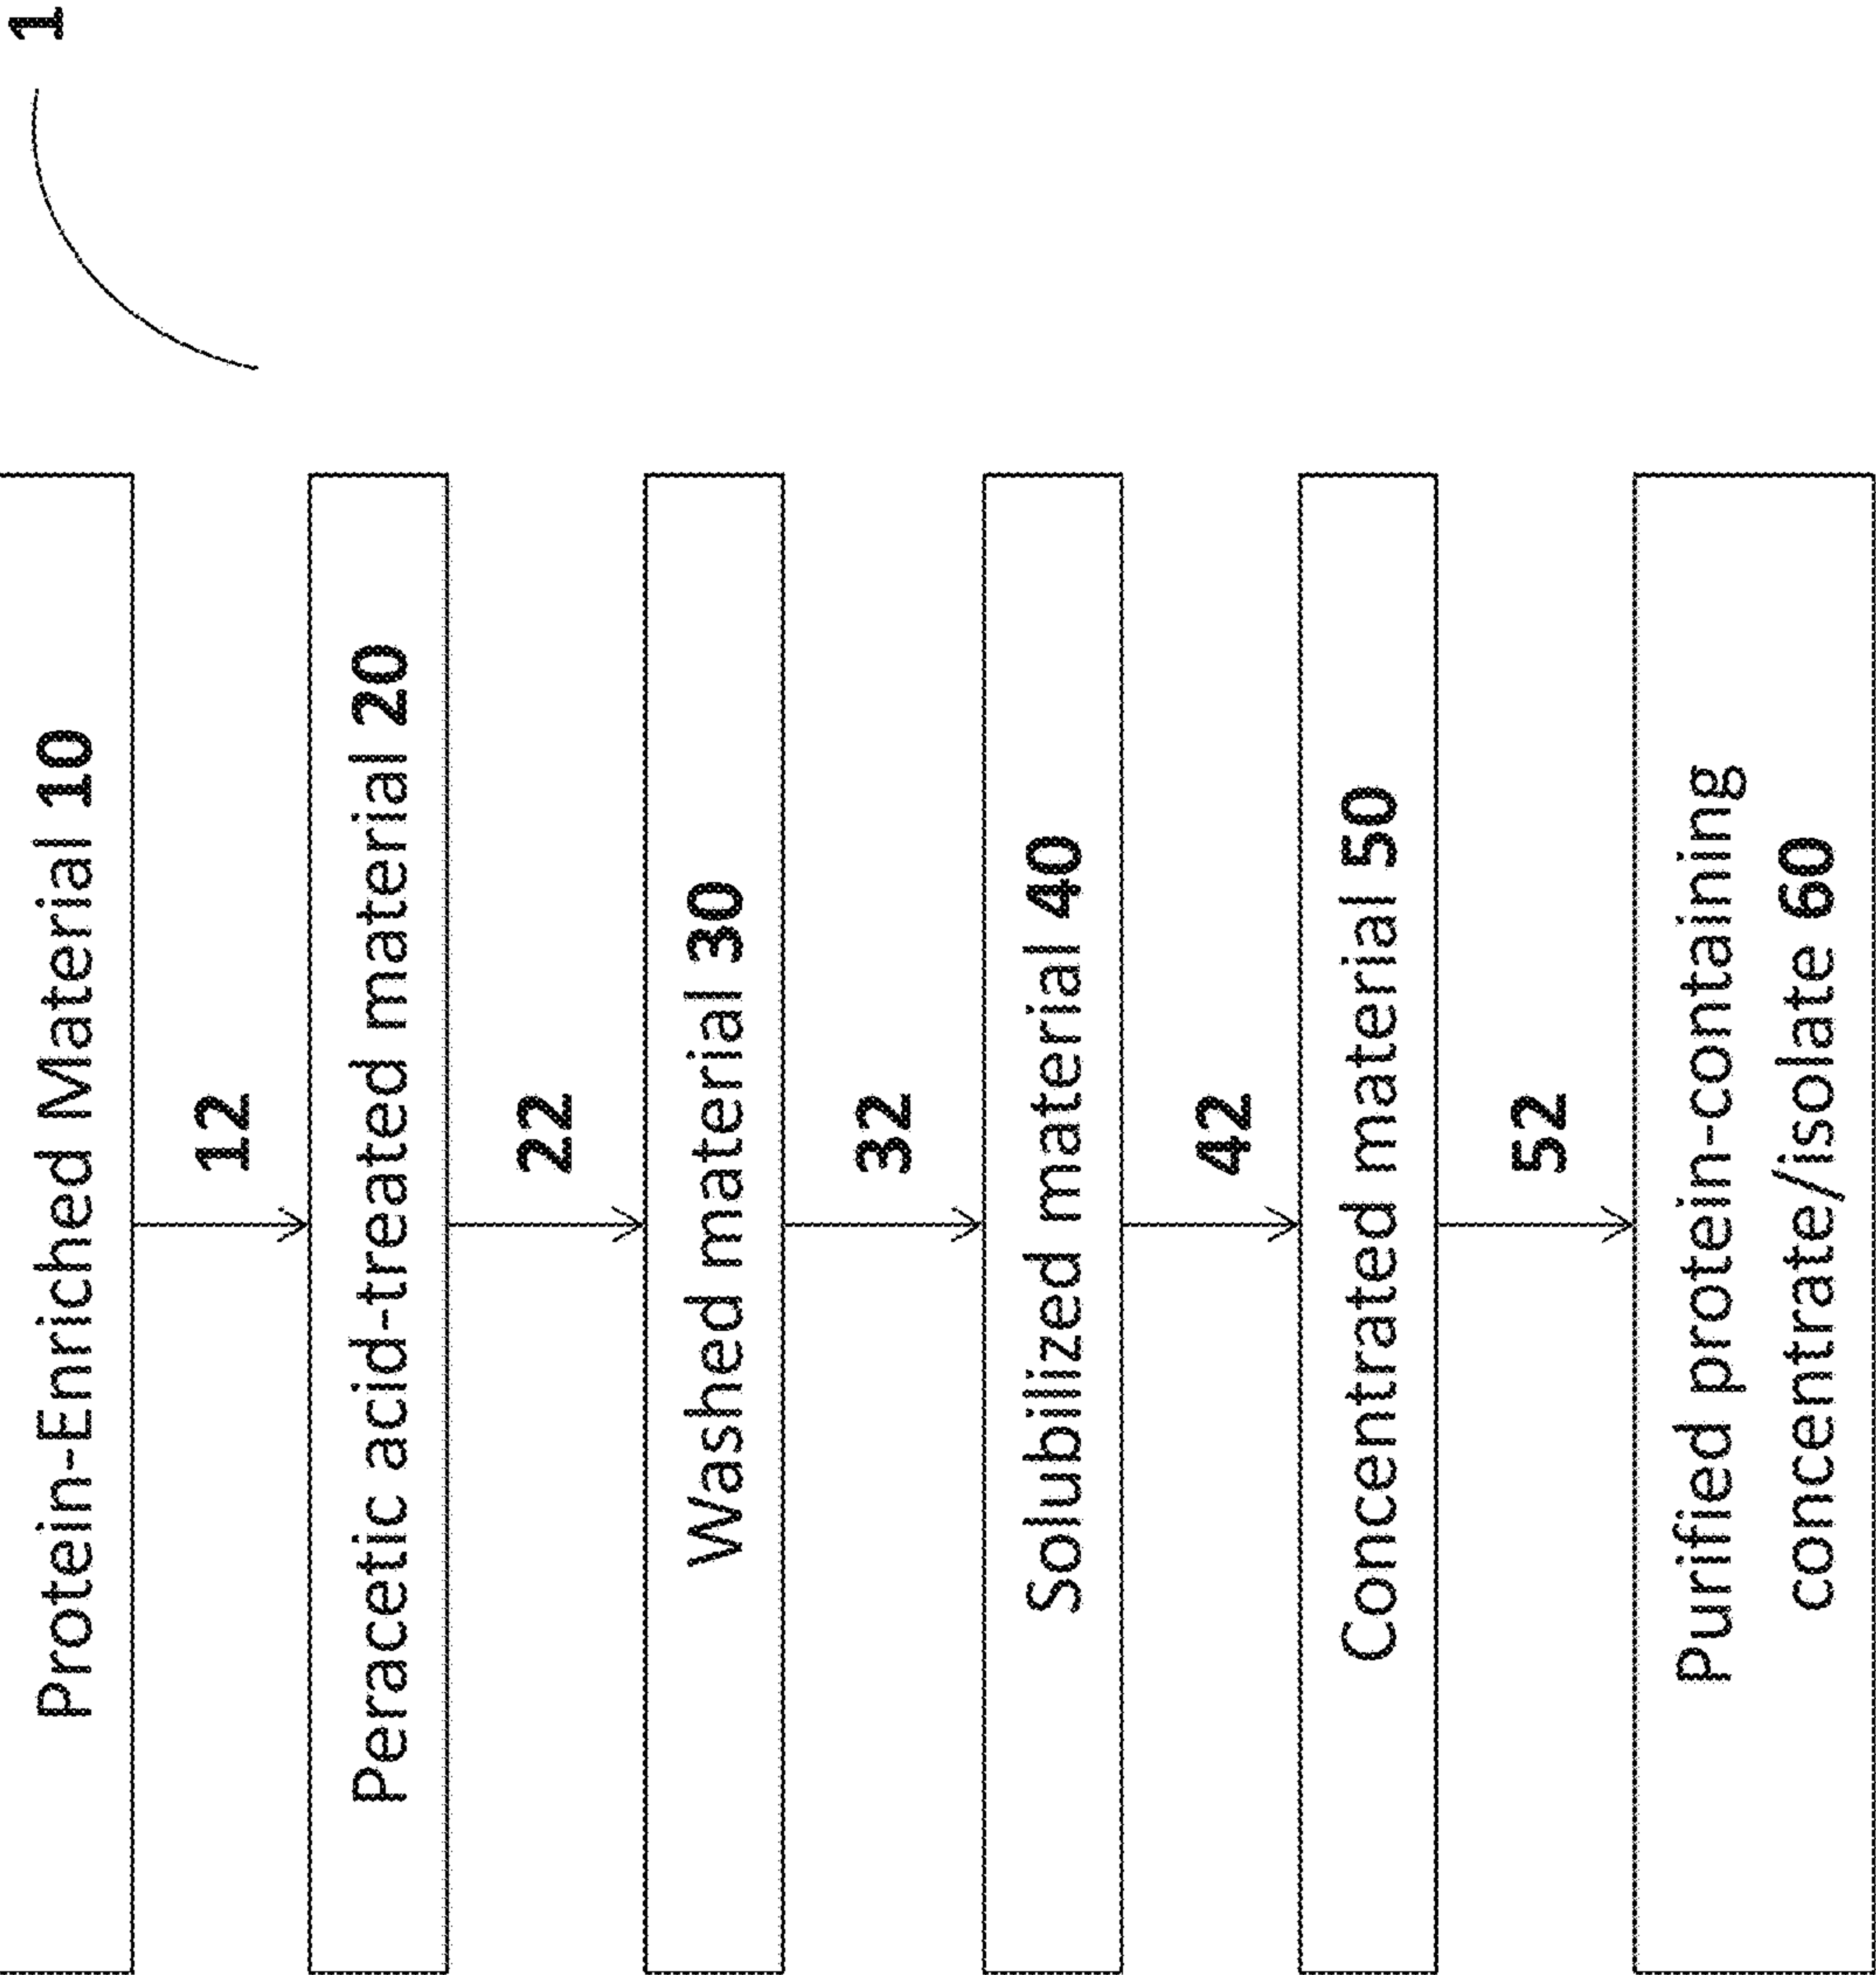 1
Protein-Enriched Material 10
12
Peracetic acid-treated material 20
22
Washed material 30
32
Solubilized material 40
42
Concentrated material 50
52
Purified protein-containing
concentrate/isolate 60